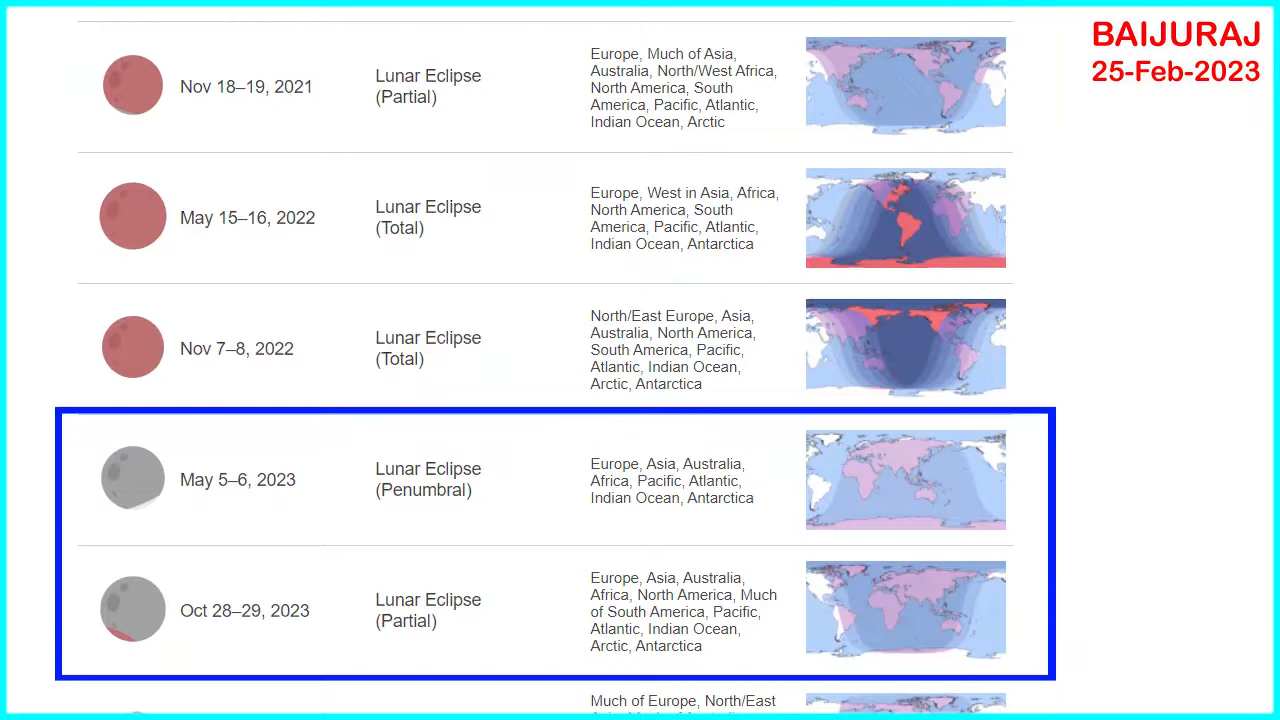 BAIJURAJ
25-Feb-2023
Nov 18–19, 2021
Lunar Eclipse
(Partial)
Europe, Much of Asia,
Australia, North/West Africa,
North America, South
America, Pacific, Atlantic,
Indian Ocean, Arctic
May 15–16, 2022
Lunar Eclipse
(Total)
Europe, West in Asia, Africa,
North America, South
America, Pacific, Atlantic,
Indian Ocean, Antarctica
Nov 7–8, 2022
Lunar Eclipse
(Total)
North/East Europe, Asia,
Australia, North America,
South America, Pacific,
Atlantic, Indian Ocean,
Arctic, Antarctica
May 5–6, 2023
Lunar Eclipse
(Penumbral)
Europe, Asia, Australia,
Africa, Pacific, Atlantic,
Indian Ocean, Antarctica
Oct 28–29, 2023
Lunar Eclipse
(Partial)
Europe, Asia, Australia,
Africa, North America, Much
of South America, Pacific,
Atlantic, Indian Ocean,
Arctic, Antarctica
Much of Europe, North/East